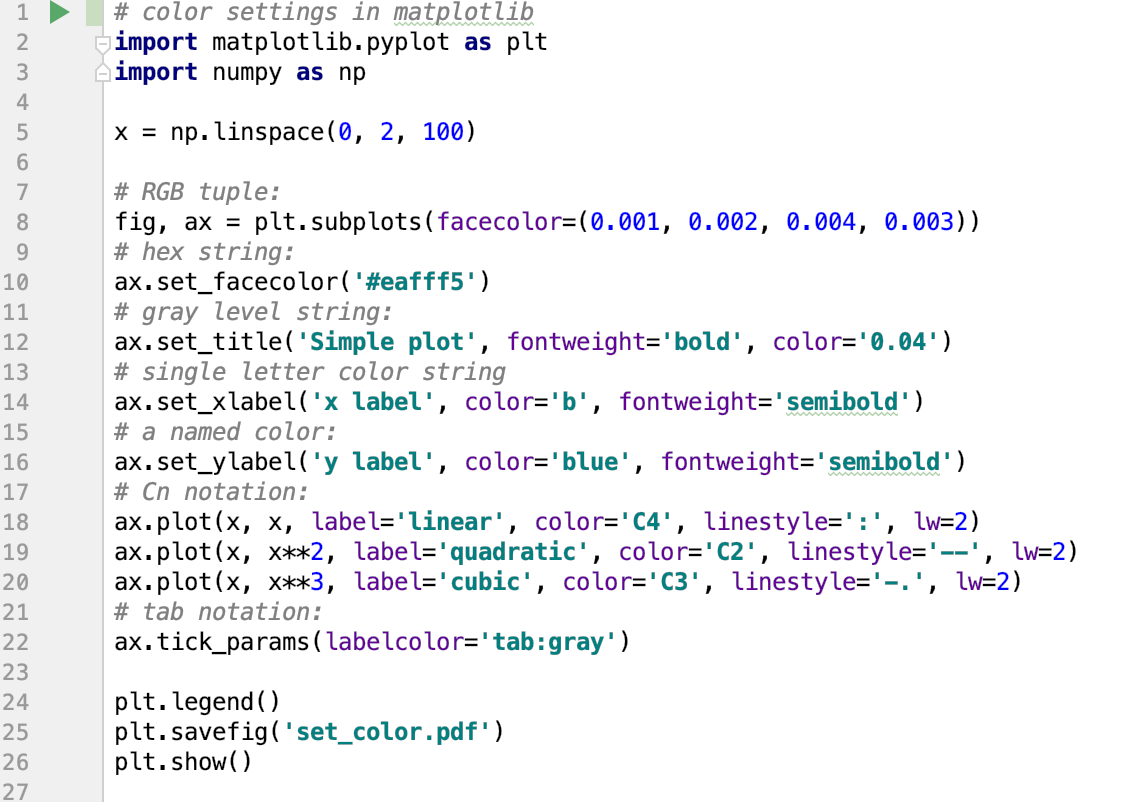 1 # color settings in matplotlib
2 import matplotlib.pyplot as plt
3 import numpy as np
4
5 x = np.linspace(0, 2, 100)
6
7 # RGB tuple:
8 fig, ax = plt.subplots(facecolor=(0.001, 0.002, 0.004, 0.003))
9 # hex string:
10 ax.set_facecolor('#eafff5')
11 # gray level string:
12 ax.set_title('Simple plot', fontweight='bold', color='0.04')
13 # single letter color string
14 ax.set_xlabel('x label', color='b', fontweight='semibold')
15 # a named color:
16 ax.set_ylabel('y label', color='blue', fontweight='semibold')
17 # Cn notation:
18 ax.plot(x, x, label='linear', color='C4', linestyle=':', lw=2)
19 ax.plot(x, x**2, label='quadratic', color='C2', linestyle='--', lw=2)
20 ax.plot(x, x**3, label='cubic', color='C3', linestyle='-.', lw=2)
21 # tab notation:
22 ax.tick_params(labelcolor='tab:gray')
23
24 plt.legend()
25 plt.savefig('set_color.pdf')
26 plt.show()
27